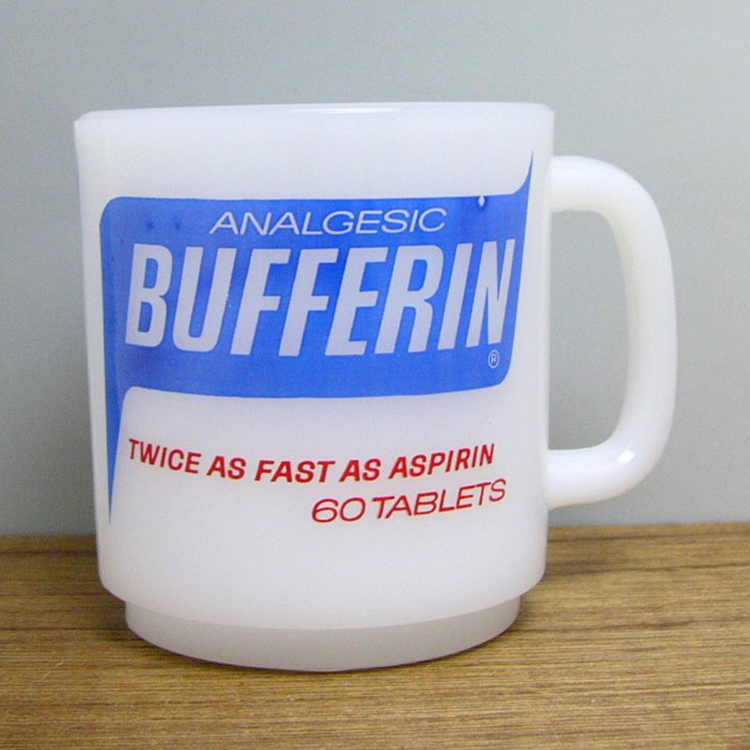 ANALGESIC
BUFFERIN®
TWICE AS FAST AS ASPIRIN
60 TABLETS